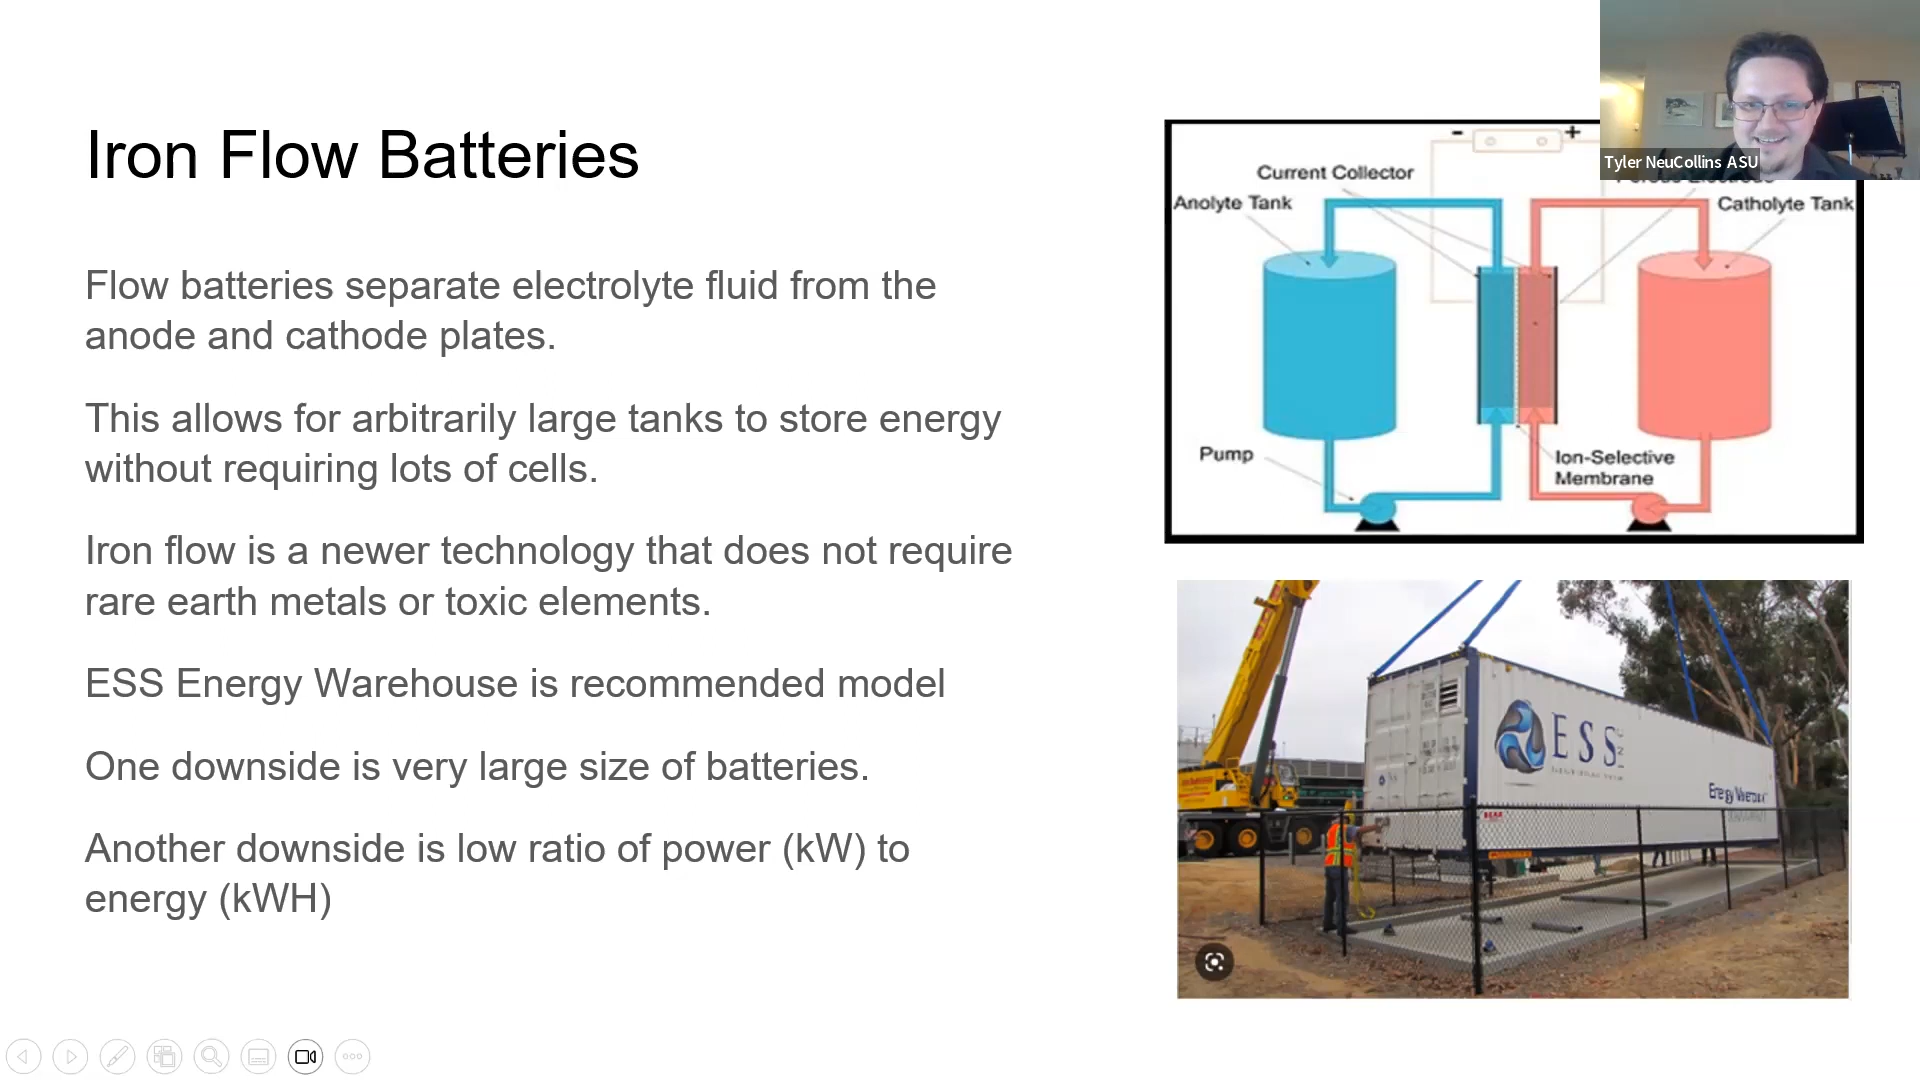 Iron Flow Batteries
Flow batteries separate electrolyte fluid from the
anode and cathode plates.
This allows for arbitrarily large tanks to store energy
without requiring lots of cells.
Iron flow is a newer technology that does not require
rare earth metals or toxic elements.
ESS Energy Warehouse is recommended model
One downside is very large size of batteries.
Another downside is low ratio of power (kW) to
energy (kWH)
- +
Current Collector
Anolyte Tank
Catholyte Tank
Pump
Ion-Selective
Membrane
Tyler NeuCollins ASU
ESS
Energy